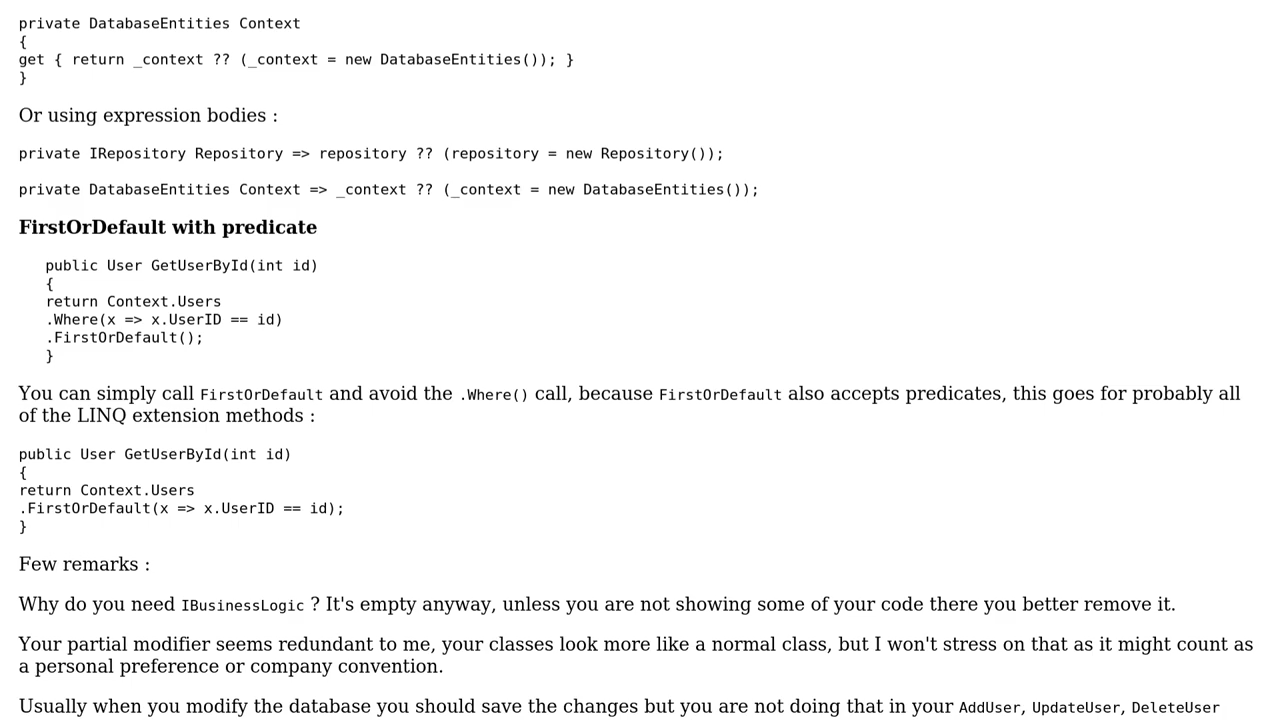 private DatabaseEntities Context
{
get { return _context ?? (_context = new DatabaseEntities()); }
}
Or using expression bodies :
private IRepository Repository => repository ?? (repository = new Repository());
private DatabaseEntities Context => _context ?? (_context = new DatabaseEntities());
FirstOrDefault with predicate
public User GetUserById(int id)
{
return Context.Users
.Where(x => x.UserID == id)
.FirstOrDefault();
}
You can simply call FirstOrDefault and avoid the .Where() call, because FirstOrDefault also accepts predicates, this goes for probably all
of the LINQ extension methods :
public User GetUserById(int id)
{
return Context.Users
.FirstOrDefault(x => x.UserID == id);
}
Few remarks :
Why do you need IBusinessLogic ? It's empty anyway, unless you are not showing some of your code there you better remove it.
Your partial modifier seems redundant to me, your classes look more like a normal class, but I won't stress on that as it might count as
a personal preference or company convention.
Usually when you modify the database you should save the changes but you are not doing that in your AddUser, UpdateUser, DeleteUser